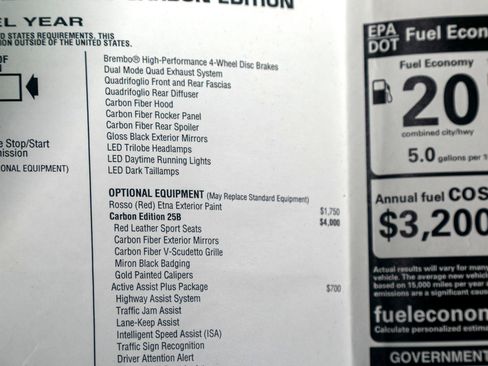 CARBON EDITION
EL YEAR
D STATES REQUIREMENTS, THIS
ON OUTSIDE OF THE UNITED STATES.
OF
N
e Stop/Start
mission
ONAL EQUIPMENT)
Brembo® High-Performance 4-Wheel Disc Brakes
Dual Mode Quad Exhaust System
Quadrifoglio Front and Rear Fascias
Quadrifoglio Rear Diffuser
Carbon Fiber Hood
Carbon Fiber Rocker Panel
Carbon Fiber Rear Spoiler
Gloss Black Exterior Mirrors
LED Trilobe Headlamps
LED Daytime Running Lights
LED Dark Taillamps
OPTIONAL EQUIPMENT (May Replace Standard Equipment)
Rosso (Red) Etna Exterior Paint $1,750
Carbon Edition 25B $4,000
Red Leather Sport Seats
Carbon Fiber Exterior Mirrors
Carbon Fiber V-Scudetto Grille
Miron Black Badging
Gold Painted Calipers
Active Assist Plus Package $700
Highway Assist System
Traffic Jam Assist
Lane-Keep Assist
Intelligent Speed Assist (ISA)
Traffic Sign Recognition
Driver Attention Alert
EPA
DOT
Fuel Econ
Fuel Economy
20
combined city/hwy
5.0 gallons per 1
Annual fuel COS
$3,200
Actual results will vary for many
vehicle. The average new vehicle
based on 15,000 miles per year
emissions are a significant caus
fueleconom
Calculate personalized estima
GOVERNMENT